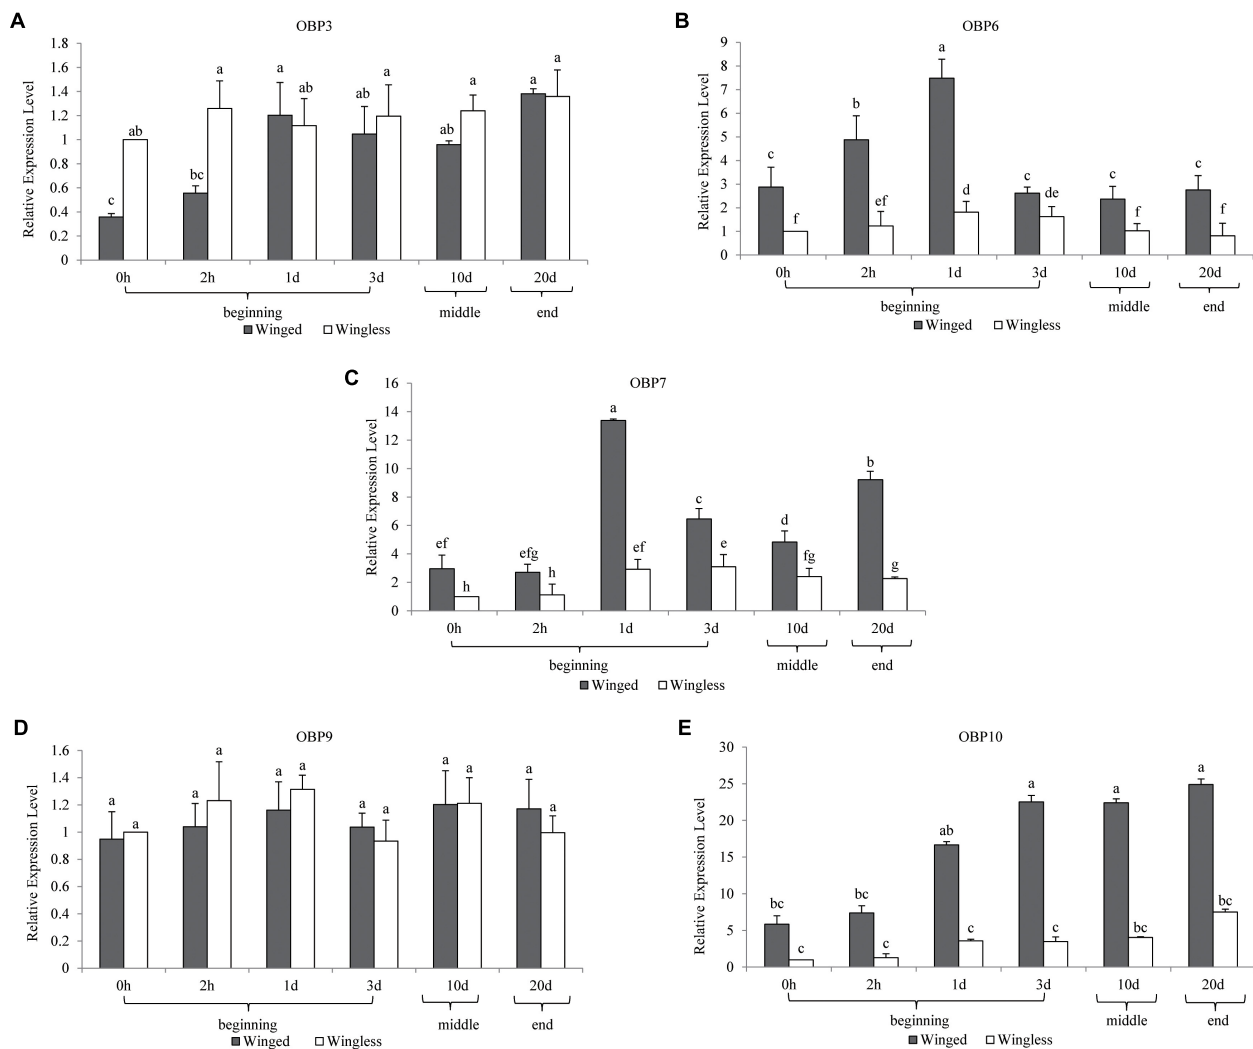 A
OBP3
Relative Expression Level
1.8
1.6
1.4
1.2
1
0.8
0.6
0.4
0.2
0
c ab bc a a ab ab a ab a a a
0h 2h 1d 3d 10d 20d
beginning middle end
Winged Wingless
B
OBP6
Relative Expression Level
9
8
7
6
5
4
3
2
1
0
c f b ef a d c de c f c f
0h 2h 1d 3d 10d 20d
beginning middle end
Winged Wingless
C
OBP7
Relative Expression Level
16
14
12
10
8
6
4
2
0
ef h efg h a ef c e d fg b g
0h 2h 1d 3d 10d 20d
beginning middle end
Winged Wingless
D
OBP9
Relative Expression Level
1.6
1.4
1.2
1
0.8
0.6
0.4
0.2
0
a a a a a a a a a a a a
0h 2h 1d 3d 10d 20d
beginning middle end
Winged Wingless
E
OBP10
Relative Expression Level
30
25
20
15
10
5
0
bc c bc c ab c a c a bc a bc
0h 2h 1d 3d 10d 20d
beginning middle end
Winged Wingless